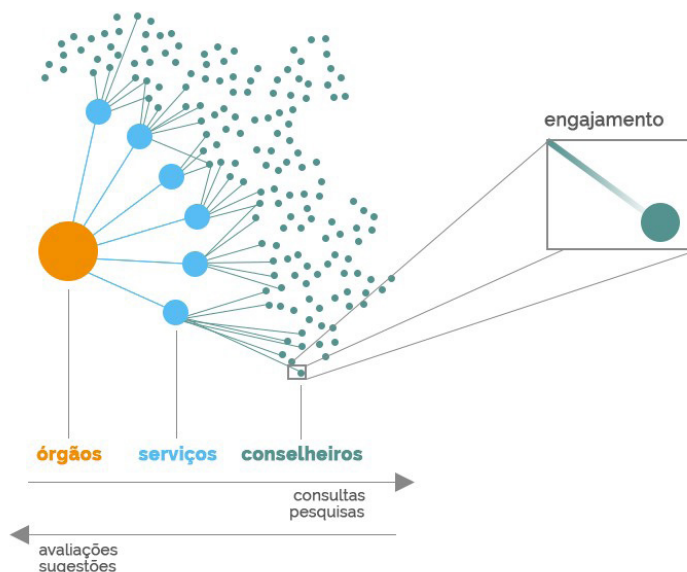 engajamento
órgãos
serviços
conselheiros
consultas
pesquisas
avaliações
sugestões